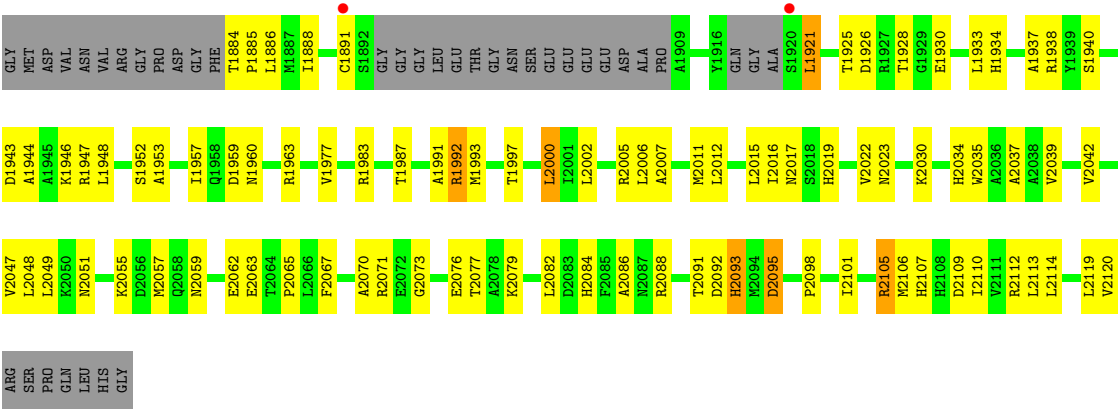 GLY MET ASP VAL ASN VAL ARG GLY PRO ASP GLY PHE T1884 P1885 L1886 M1887 I1888 C1891 S1892 GLY GLY GLY LEU GLU THR GLY ASN SER GLU GLU GLU GLU ASP ALA PRO A1909 Y1916 GLN GLY ALA S1920 L1921 T1925 D1926 R1927 T1928 G1929 E1930 L1933 H1934 A1937 R1938 Y1939 S1940
D1943 A1944 A1945 K1946 R1947 L1948 S1952 A1953 I1957 Q1958 D1959 N1960 R1963 V1977 R1983 T1987 A1991 R1992 M1993 T1997 L2000 I2001 L2002 R2005 L2006 A2007 M2011 L2012 L2015 I2016 N2017 S2018 H2019 V2022 N2023 K2030 H2034 W2035 A2036 A2037 A2038 V2039 V2042
V2047 L2048 L2049 K2050 N2051 K2055 D2056 M2057 Q2058 N2059 E2062 E2063 T2064 P2065 L2066 F2067 A2070 R2071 E2072 G2073 E2076 T2077 A2078 K2079 L2082 D2083 H2084 F2085 A2086 N2087 R2088 T2091 D2092 H2093 M2094 D2095 P2098 I2101 R2105 M2106 H2107 H2108 D2109 I2110 V2111 R2112 L2113 L2114 L2119 V2120
ARG SER PRO GLN LEU HIS GLY